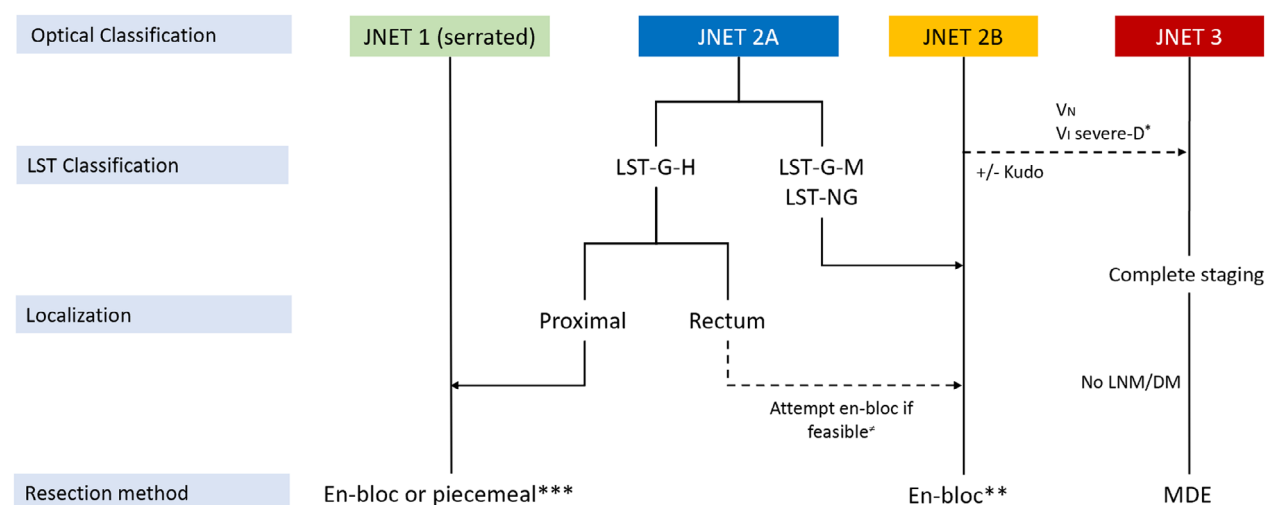 Optical Classification
JNET 1 (serrated)
JNET 2A
JNET 2B
JNET 3
VN
VI severe-D*
LST Classification
LST-G-H
LST-G-M
LST-NG
+/- Kudo
Complete staging
Localization
Proximal
Rectum
No LNM/DM
Attempt en-bloc if
feasible≠
Resection method
En-bloc or piecemeal***
En-bloc**
MDE